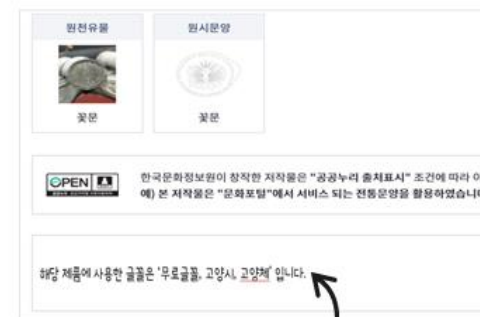 원전유물
원시문양
꽃문
꽃문
OPEN
한국문화정보원이 창작한 저작물은 "공공누리 출처표시" 조건에 따라 이
예) 본 저작물은 "문화포털"에서 서비스 되는 전통문양을 활용하였습니
해당 제품에 사용한 글꼴은 '무료글꼴, 고양시, 고양체' 입니다.